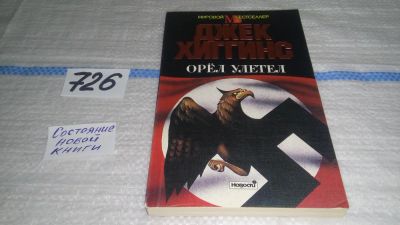 726
Состояние
новой
книги
МИРОВОЙ БЕСТСЕЛЛЕР
ДЖЕК
ХИГГИНС
ОРЁЛ УЛЕТЕЛ
Новости